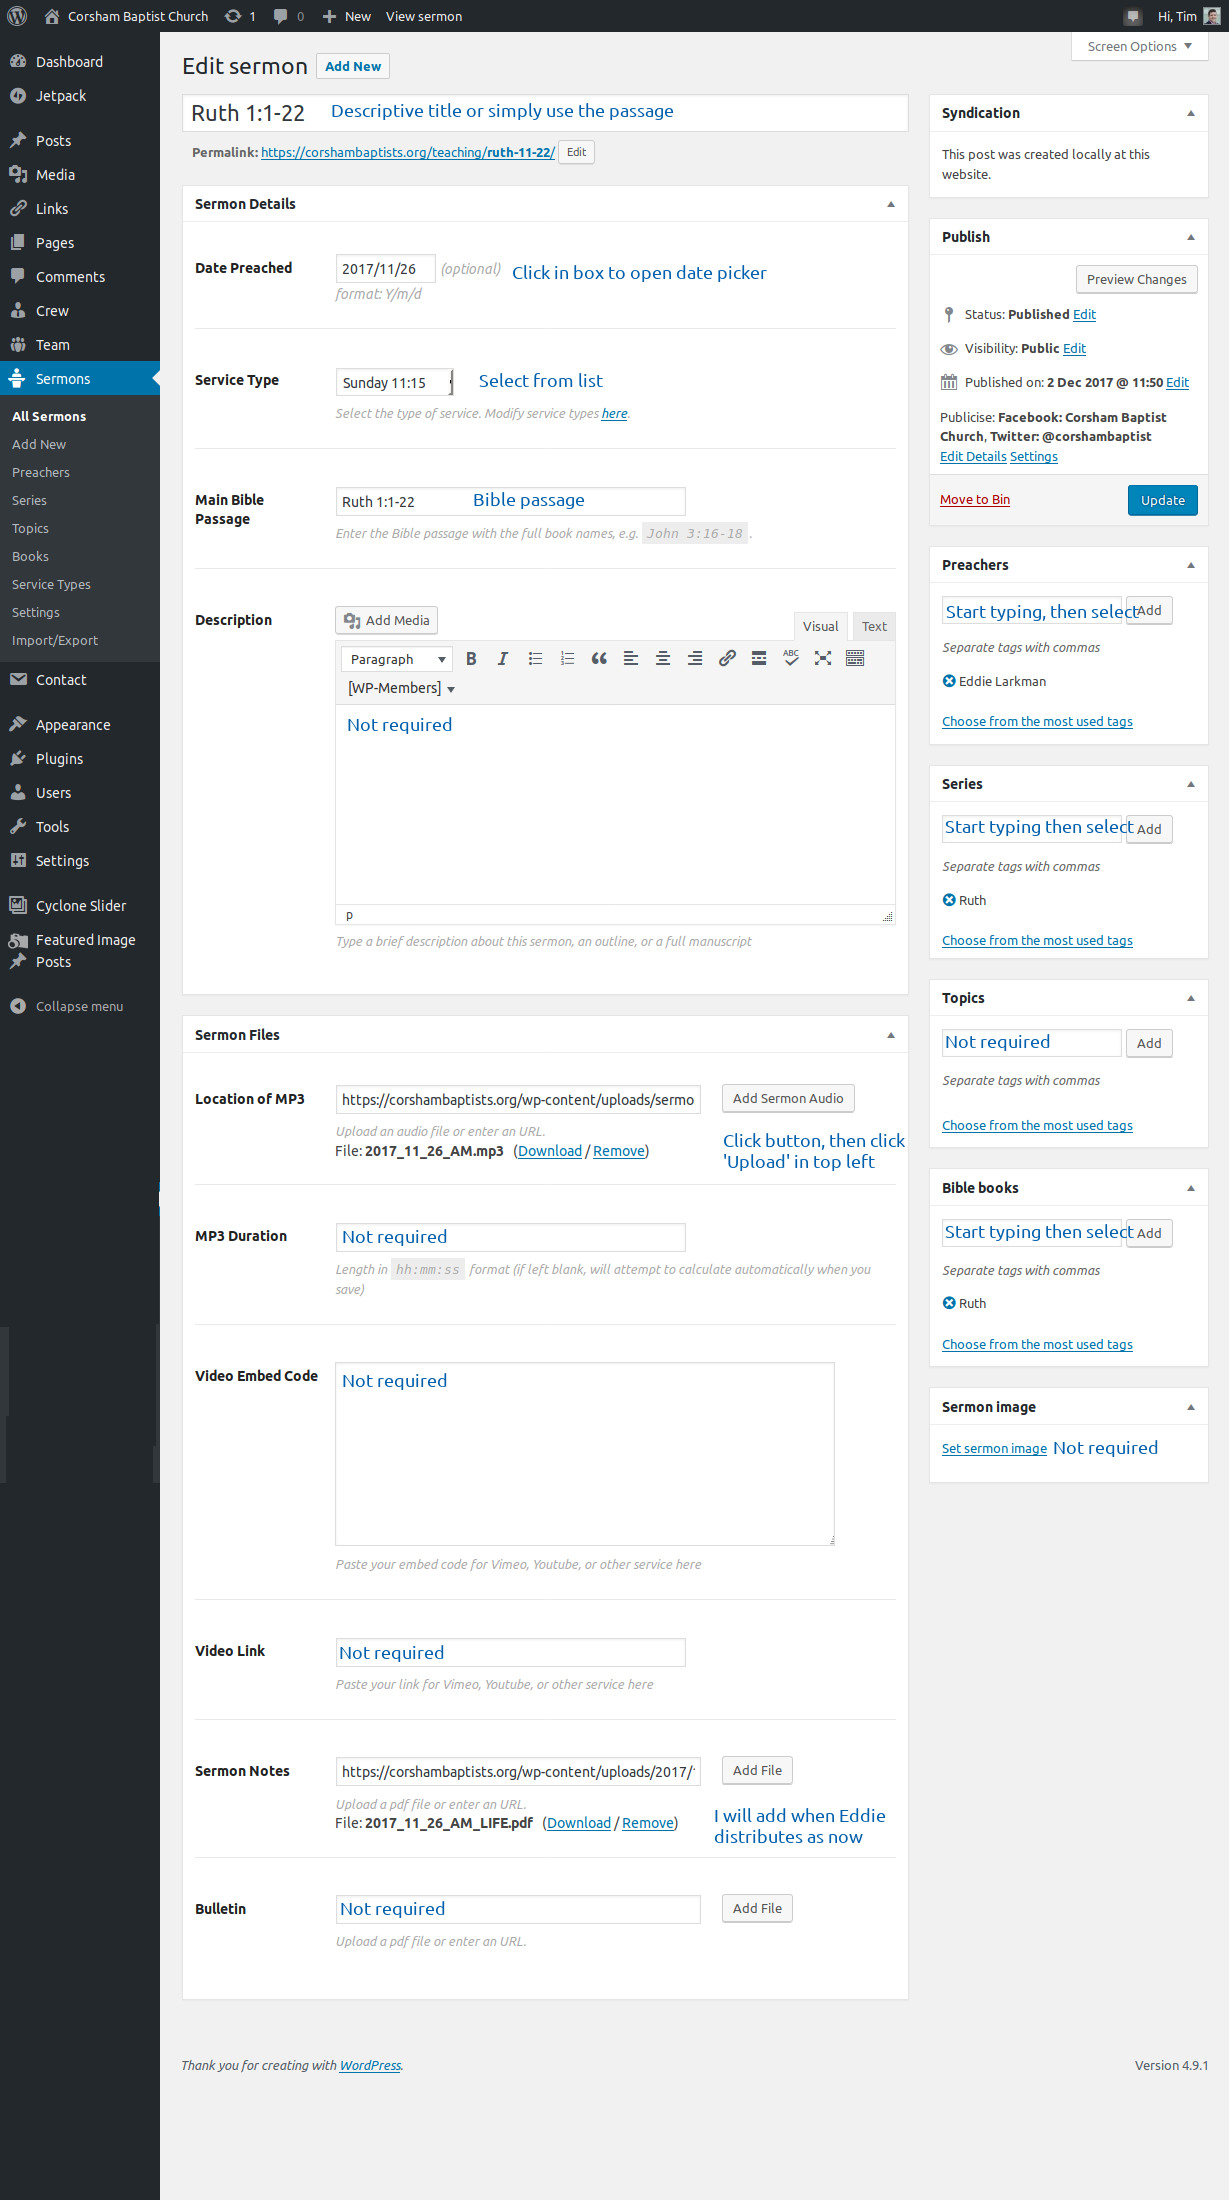 Corsham Baptist Church 1 0 New View sermon Hi, Tim
Screen Options
Dashboard
Jetpack
Posts
Media
Links
Pages
Comments
Crew
Team
Sermons
All Sermons
Add New
Preachers
Series
Topics
Books
Service Types
Settings
Import/Export
Contact
Appearance
Plugins
Users
Tools
Settings
Cyclone Slider
Featured Image
Posts
Collapse menu
Edit sermon Add New
Ruth 1:1-22 Descriptive title or simply use the passage
Permalink: https://corshambaptists.org/teaching/ruth-11-22/ Edit
Sermon Details
Date Preached 2017/11/26 (optional) Click in box to open date picker
format: Y/m/d
Service Type Sunday 11:15 Select from list
Select the type of service. Modify service types here.
Main Bible
Passage
Ruth 1:1-22 Bible passage
Enter the Bible passage with the full book names, e.g. John 3:16-18 .
Description Add Media Visual Text
Paragraph B I ABC
[WP-Members]
Not required
p
Type a brief description about this sermon, an outline, or a full manuscript
Sermon Files
Location of MP3 https://corshambaptists.org/wp-content/uploads/sermo Add Sermon Audio
Upload an audio file or enter an URL.
File: 2017_11_26_AM.mp3 (Download / Remove)
Click button, then click
'Upload' in top left
MP3 Duration Not required
Length in hh:mm:ss format (if left blank, will attempt to calculate automatically when you
save)
Video Embed Code Not required
Paste your embed code for Vimeo, Youtube, or other service here
Video Link Not required
Paste your link for Vimeo, Youtube, or other service here
Sermon Notes https://corshambaptists.org/wp-content/uploads/2017/ Add File
Upload a pdf file or enter an URL.
File: 2017_11_26_AM_LIFE.pdf (Download / Remove)
I will add when Eddie
distributes as now
Bulletin Not required Add File
Upload a pdf file or enter an URL.
Syndication
This post was created locally at this
website.
Publish
Preview Changes
Status: Published Edit
Visibility: Public Edit
Published on: 2 Dec 2017 @ 11:50 Edit
Publicise: Facebook: Corsham Baptist
Church, Twitter: @corshambaptist
Edit Details Settings
Move to Bin Update
Preachers
Start typing, then select Add
Separate tags with commas
Eddie Larkman
Choose from the most used tags
Series
Start typing then select Add
Separate tags with commas
Ruth
Choose from the most used tags
Topics
Not required Add
Separate tags with commas
Choose from the most used tags
Bible books
Start typing then select Add
Separate tags with commas
Ruth
Choose from the most used tags
Sermon image
Set sermon image Not required
Thank you for creating with WordPress. Version 4.9.1